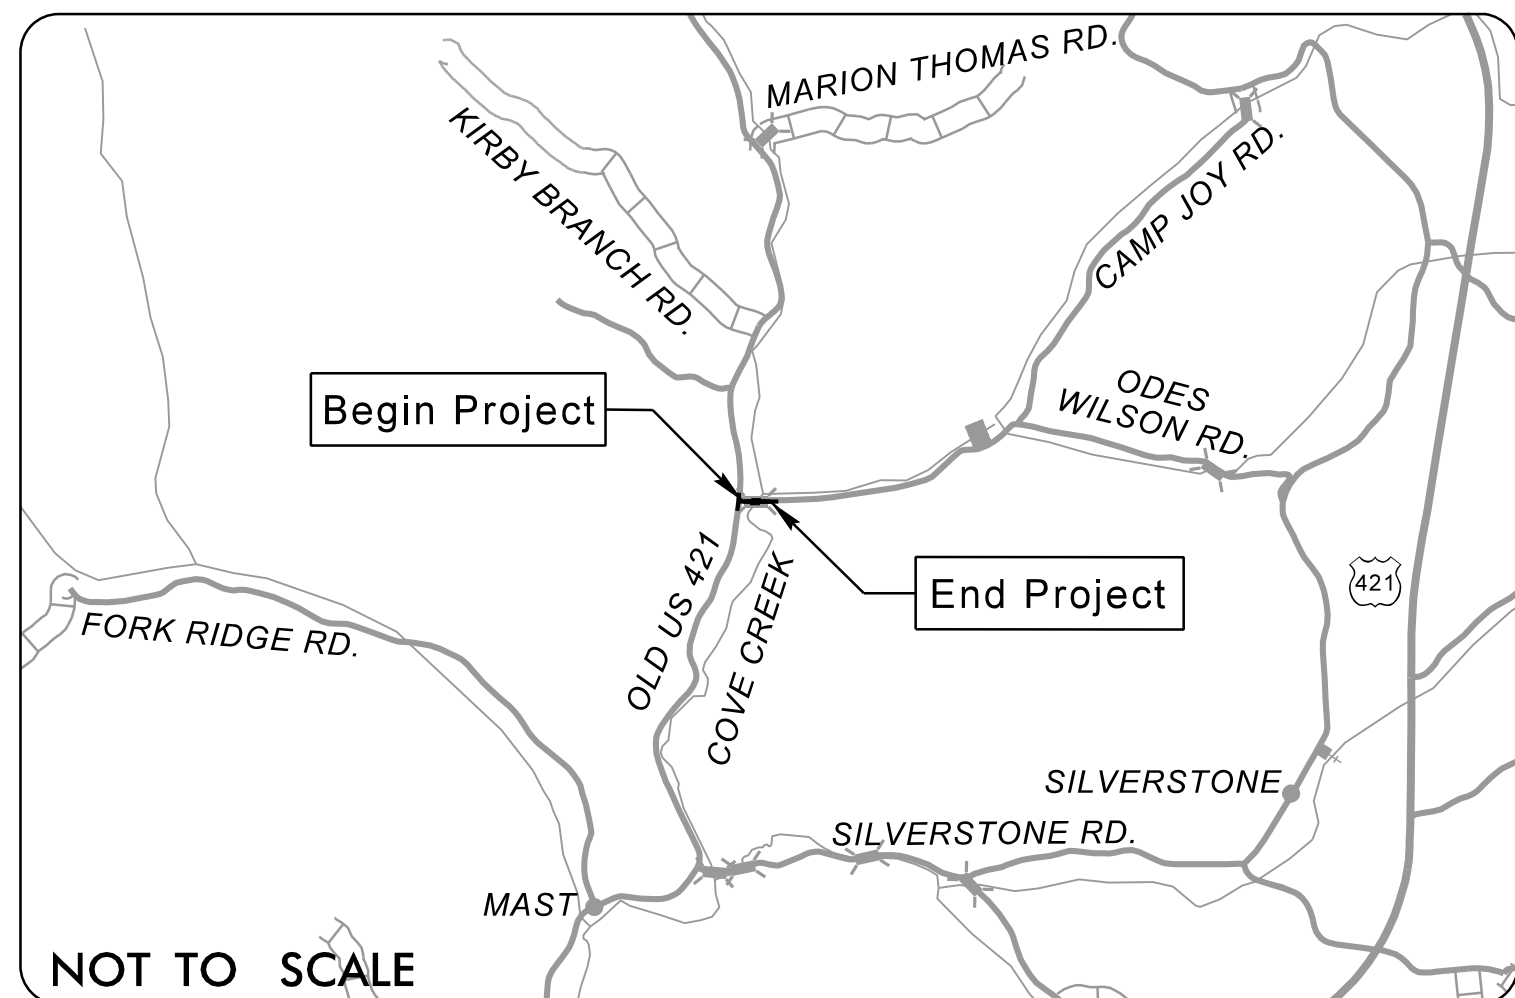 MARION THOMAS RD.
KIRBY BRANCH RD.
CAMP JOY RD.
ODES
WILSON RD.
Begin Project
End Project
OLD US 421
COVE CREEK
421
FORK RIDGE RD.
SILVERSTONE
SILVERSTONE RD.
MAST
NOT TO SCALE